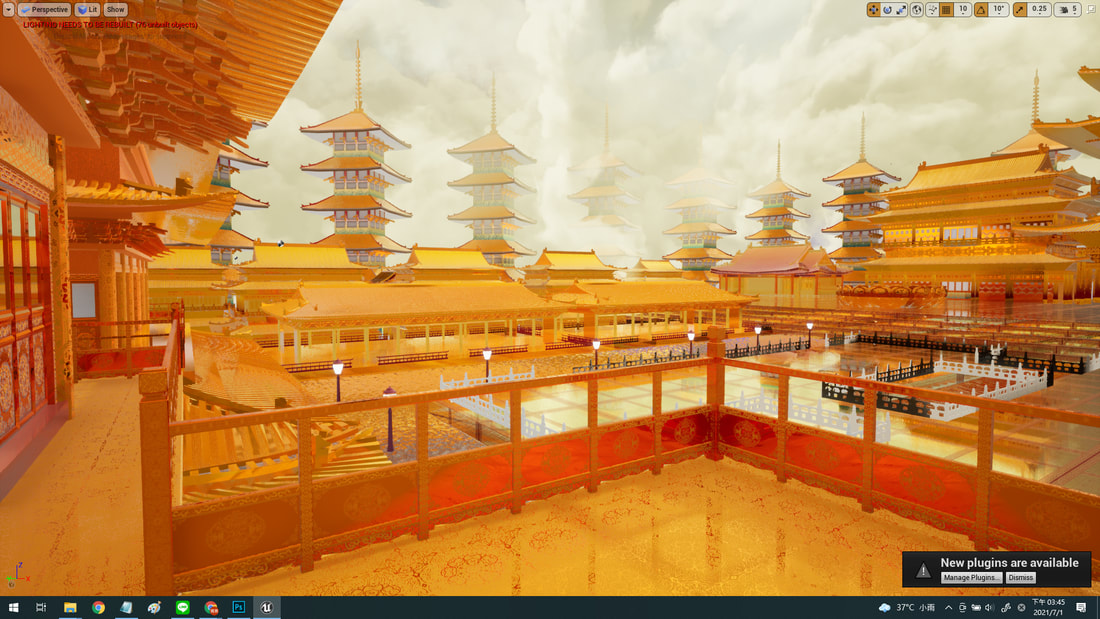 Perspective
Lit
Show
10
10°
0.25
5
LIGHTING NEEDS TO BE REBUILT (76 unbuilt objects)
Z
X
New plugins are available
Manage Plugins...
Dismiss
Ps
37°C 小雨
下午 03:45
2021/7/1